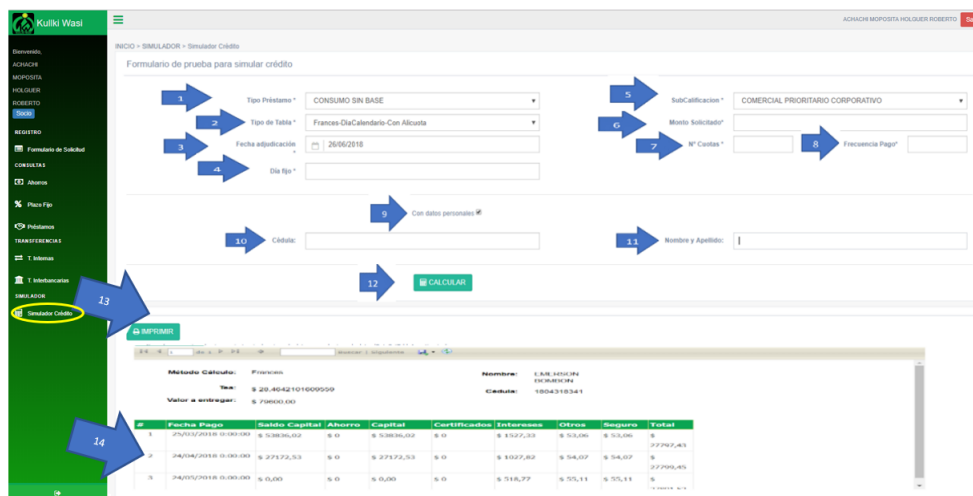 Kullki Wasi
ACHACHI MOPOSITA HOLGUER ROBERTO
Bienvenido,
ACHACHI
MOPOSITA
HOLGUER
ROBERTO
Socio
REGISTRO
Formulario de Solicitud
CONSULTAS
Ahorros
Plazo Fijo
Préstamos
TRANSFERENCIAS
T. Internas
T. Interbancarias
SIMULADOR
Simulador Crédito
INICIO > SIMULADOR > Simulador Crédito
Formulario de prueba para simular crédito
1 Tipo Préstamo * CONSUMO SIN BASE
5 SubCalificacion * COMERCIAL PRIORITARIO CORPORATIVO
2 Tipo de Tabla * Frances-DiaCalendario-Con Alicuota
6 Monto Solicitado*
3 Fecha adjudicación * 26/06/2018
7 N° Cuotas * 8 Frecuencia Pago*
4 Día fijo *
9 Con datos personales
10 Cédula:
11 Nombre y Apellido:
12 CALCULAR
13
IMPRIMIR
1 de
Método Cálculo: Frances
Nombre: EMERSON BOMBON
Tea: $ 28.4642101609559
Cédula: 1804318341
Valor a entregar: $ 79600,00
14
# Fecha Pago Saldo Capital Ahorro Capital Certificados Intereses Otros Seguro Total
1 25/03/2018 0:00:00 $ 53836,02 $ 0 $ 53836,02 $ 0 $ 1527,33 $ 53,06 $ 53,06 $ 27797,45
2 24/04/2018 0:00:00 $ 27172,53 $ 0 $ 27172,53 $ 0 $ 1027,82 $ 54,07 $ 54,07 $ 27799,45
3 24/05/2018 0:00:00 $ 0,00 $ 0 $ 0,00 $ 0 $ 518,77 $ 55,11 $ 55,11 $